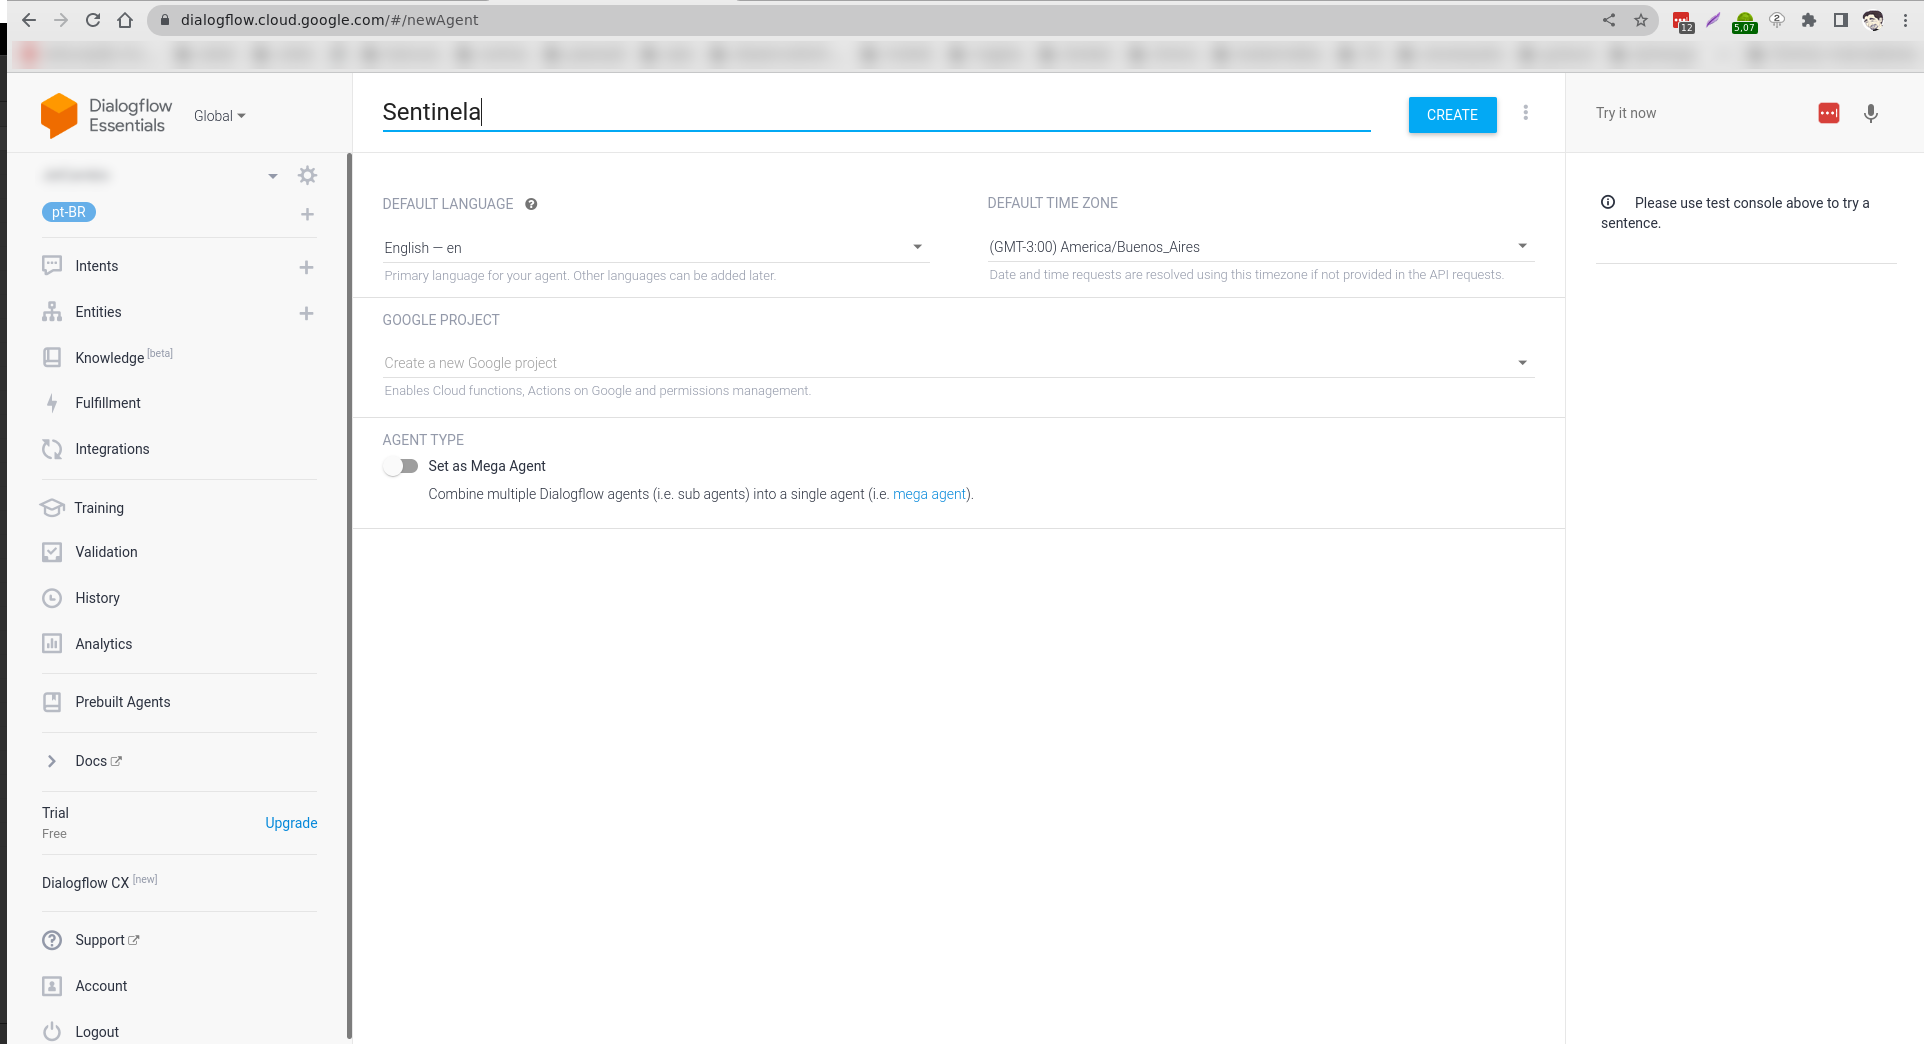 dialogflow.cloud.google.com/#/newAgent
12
5,07
2
Dialogflow
Essentials
Global
pt-BR
Intents
Entities
Knowledge [beta]
Fulfillment
Integrations
Training
Validation
History
Analytics
Prebuilt Agents
Docs
Trial
Free
Upgrade
Dialogflow CX [new]
Support
Account
Logout
Sentinela
CREATE
DEFAULT LANGUAGE
English — en
Primary language for your agent. Other languages can be added later.
DEFAULT TIME ZONE
(GMT-3:00) America/Buenos_Aires
Date and time requests are resolved using this timezone if not provided in the API requests.
GOOGLE PROJECT
Create a new Google project
Enables Cloud functions, Actions on Google and permissions management.
AGENT TYPE
Set as Mega Agent
Combine multiple Dialogflow agents (i.e. sub agents) into a single agent (i.e. mega agent).
Try it now
Please use test console above to try a
sentence.